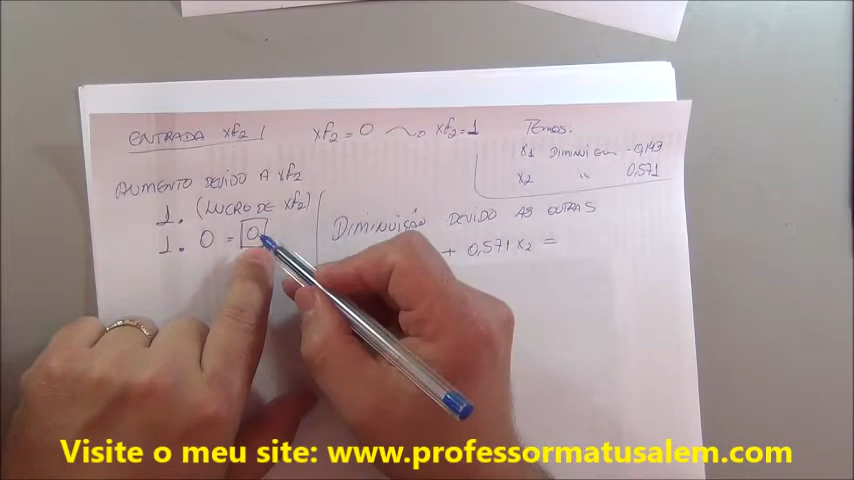 ENTRADA xf2 | xf2 = 0 ~→ xf2 = 1
Temos:
x1 DIMINUI EM -0,143
x2 " 0,571
AUMENTO DEVIDO A xf2
1. (LUCRO DE xf2)
1. 0 = 0
DIMINUIÇÃO DEVIDO AS OUTRAS
+ 0,571 x2 =
Visite o meu site: www.professormatusalem.com